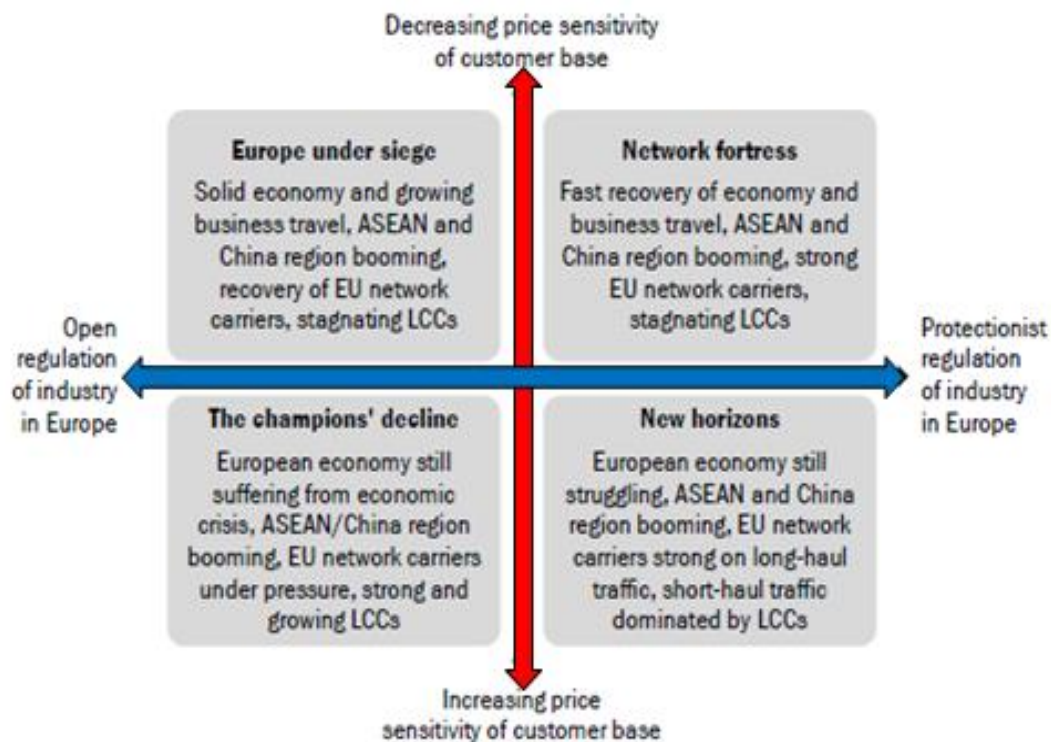 Decreasing price sensitivity
of customer base
Europe under siege
Solid economy and growing
business travel, ASEAN and
China region booming,
recovery of EU network
carriers, stagnating LCCs
Network fortress
Fast recovery of economy and
business travel, ASEAN and
China region booming, strong
EU network carriers,
stagnating LCCs
Open
regulation
of industry
in Europe
Protectionist
regulation
of industry
in Europe
The champions' decline
European economy still
suffering from economic
crisis, ASEAN/China region
booming, EU network carriers
under pressure, strong and
growing LCCs
New horizons
European economy still
struggling, ASEAN and China
region booming, EU network
carriers strong on long-haul
traffic, short-haul traffic
dominated by LCCs
Increasing price
sensitivity of customer base